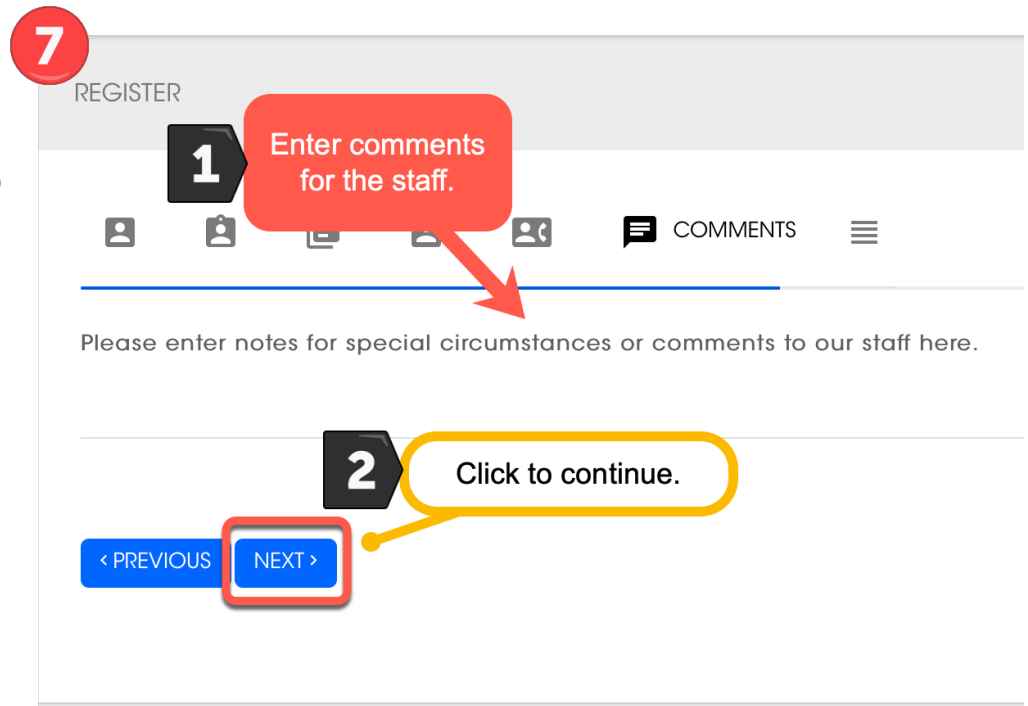 7
REGISTER
1
Enter comments
for the staff.
COMMENTS
Please enter notes for special circumstances or comments to our staff here.
2
Click to continue.
‹ PREVIOUS
NEXT ›